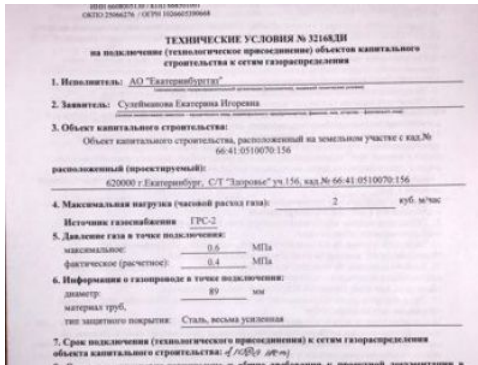 ОКПО 25066276 / ОГРН 1026605390668
ТЕХНИЧЕСКИЕ УСЛОВИЯ № 32168ДИ
на подключение (технологическое присоединение) объектов капитального
строительства к сетям газораспределения
1. Исполнитель: АО "Екатеринбурггаз"
2. Заявитель: Сулейманова Екатерина Игоревна
3. Объект капитального строительства:
Объект капитального строительства, расположенный на земельном участке с кад.№
66:41:0510070:156
расположенный (проектируемый):
620000 г.Екатеринбург, С/Т "Здоровье" уч.156, кад.№ 66:41:0510070:156
4. Максимальная нагрузка (часовой расход газа): 2 куб. м/час
Источник газоснабжения ГРС-2
5. Давление газа в точке подключения:
максимальное: 0.6 МПа
фактическое (расчетное): 0.4 МПа
6. Информация о газопроводе в точке подключения:
диаметр: 89 мм
материал труб,
тип защитного покрытия: Сталь, весьма усиленная
7. Срок подключения (технологического присоединения) к сетям газораспределения
объекта капитального строительства: